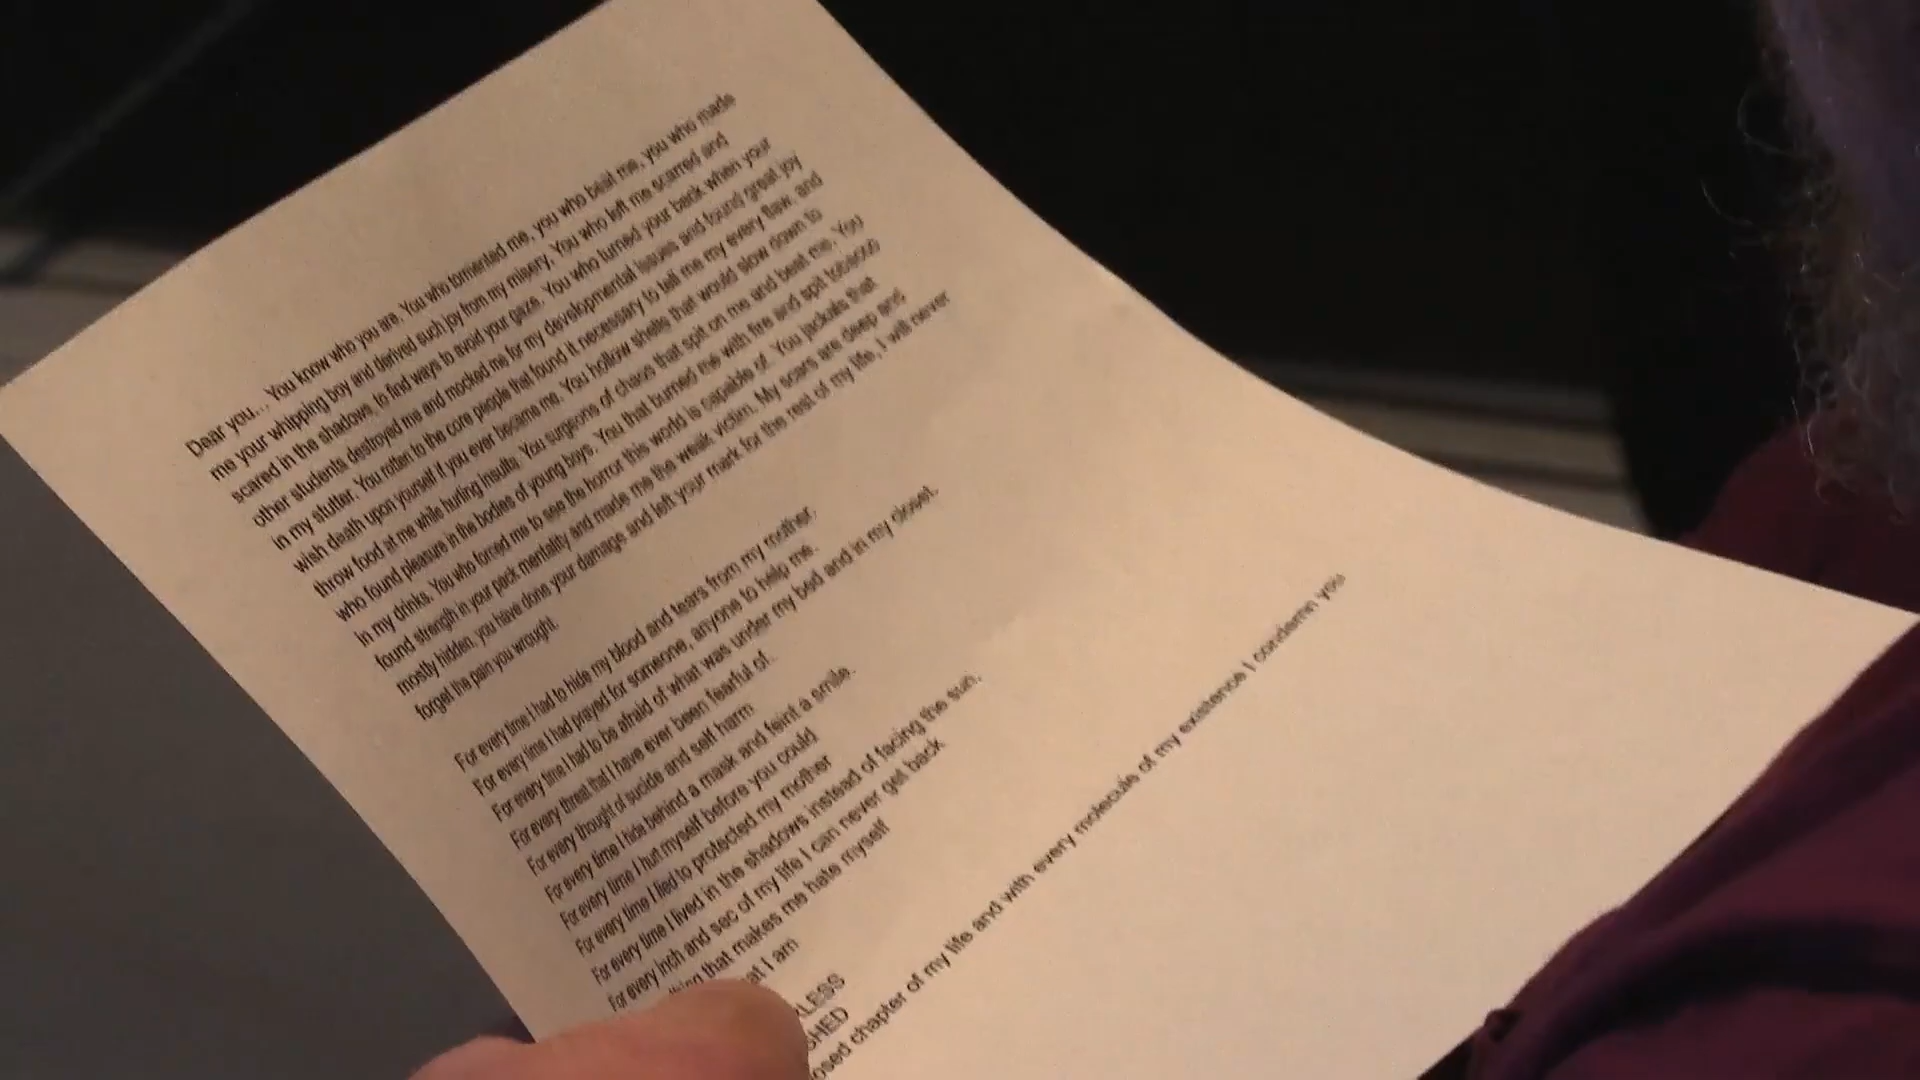 Dear you... You know who you are. You who tormented me, you who beat me, you who made
me your whipping boy and derived such joy from my misery, You who left me scarred and
scared in the shadows, to find ways to avoid your gaze. You who turned your back when your
other students destroyed me and mocked me for my developmental issues and found great joy
in my stutter. You rotten to the core people that found it necessary to tell me my every flaw, and
wish death upon yourself if you ever became me. You hollow shells that would slow down to
throw food at me while hurling insults. You surgeons of chaos that spit on me and beat me. You
who found pleasure in the bodies of young boys. You that burned me with fire and spit tobacco
in my drinks. You who forced me to see the horror this world is capable of. You jackals that
found strength in your pack mentality and made me the weak victim. My scars are deep and
mostly hidden, you have done your damage and left your mark for the rest of my life, I will never
forget the pain you wrought.
For every time I had to hide my blood and tears from my mother.
For every time I had prayed for someone, anyone to help me.
For every time I had to be afraid of what was under my bed and in my closet.
For every threat that I have ever been fearful of.
For every thought of suicide and self harm
For every time I hide behind a mask and feint a smile.
For every time I hurt myself before you could
For every time I lied to protected my mother
For every time I lived in the shadows instead of facing the sun.
For every inch and sec of my life I can never get back
thing that makes me hate myself
at I am
LESS
SHED
osed chapter of my life and with every molecule of my existence I condemn you